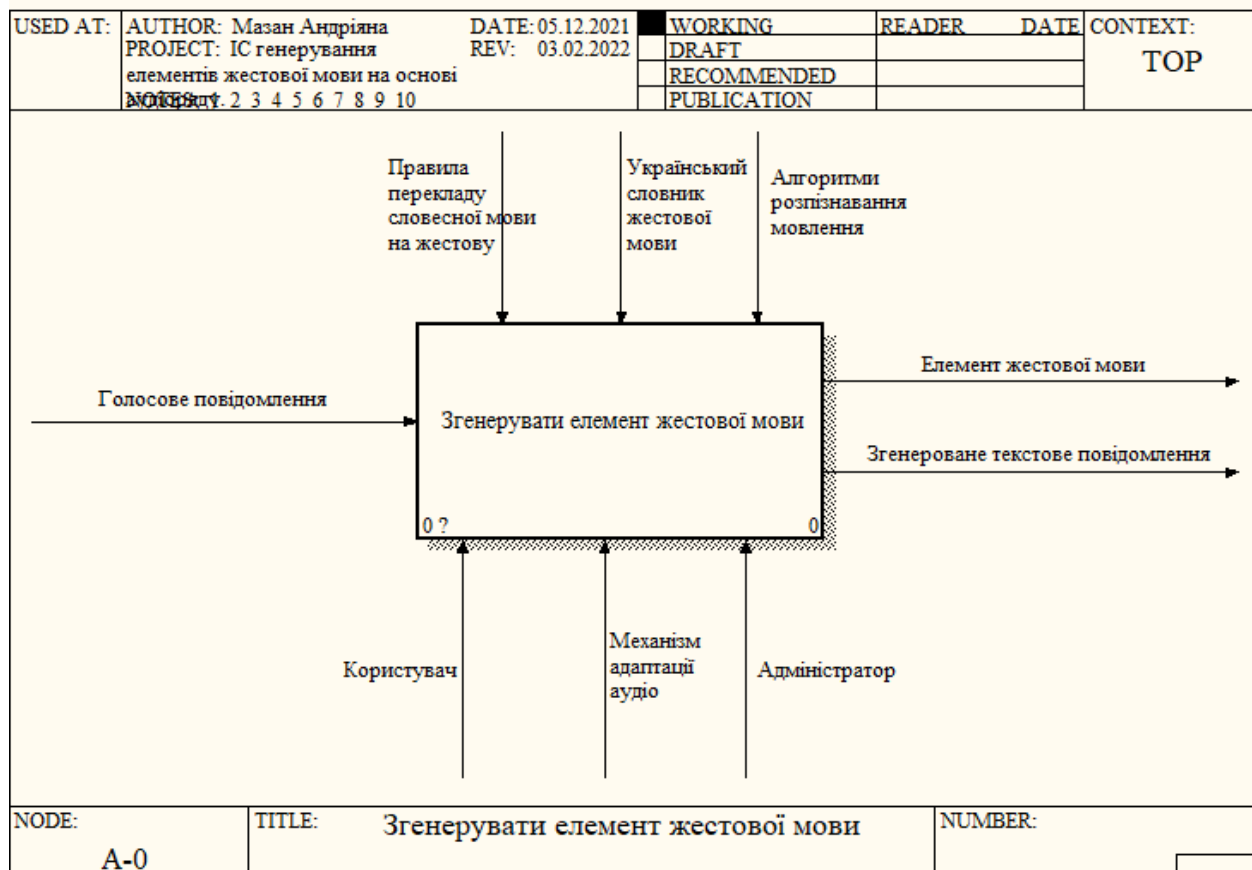 USED AT:
AUTHOR: Мазан Андріяна
DATE: 05.12.2021
PROJECT: ІС генерування
REV: 03.02.2022
елементів жестової мови на основі
аудіоряду.
NOTES: 1 2 3 4 5 6 7 8 9 10
WORKING
DRAFT
RECOMMENDED
PUBLICATION
READER DATE
CONTEXT:
TOP
Правила
перекладу
словесної мови
на жестову
Український
словник
жестової
мови
Алгоритми
розпізнавання
мовлення
Голосове повідомлення
Згенерувати елемент жестової мови
0 ?
0
Елемент жестової мови
Згенероване текстове повідомлення
Користувач
Механізм
адаптації
аудіо
Адміністратор
NODE:
A-0
TITLE:
Згенерувати елемент жестової мови
NUMBER: